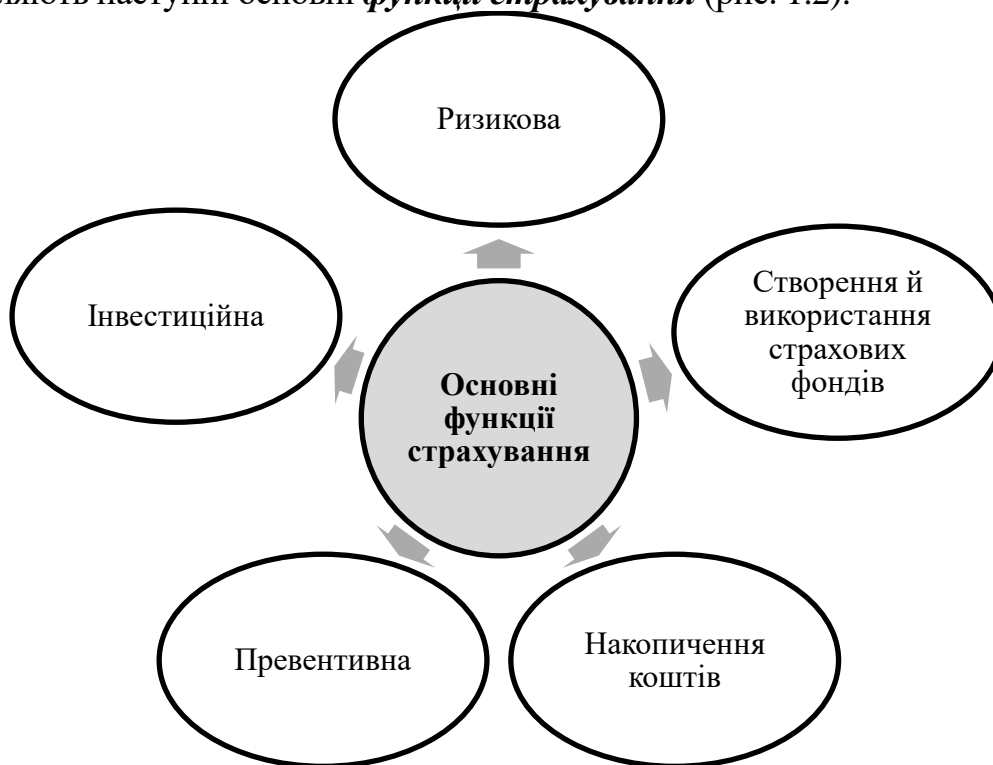 наступні основні функції страхування (рис. 1.2).
Ризикова
Створення й
використання
страхових
фондів
Інвестиційна
Основні
функції
страхування
Превентивна
Накопичення
коштів